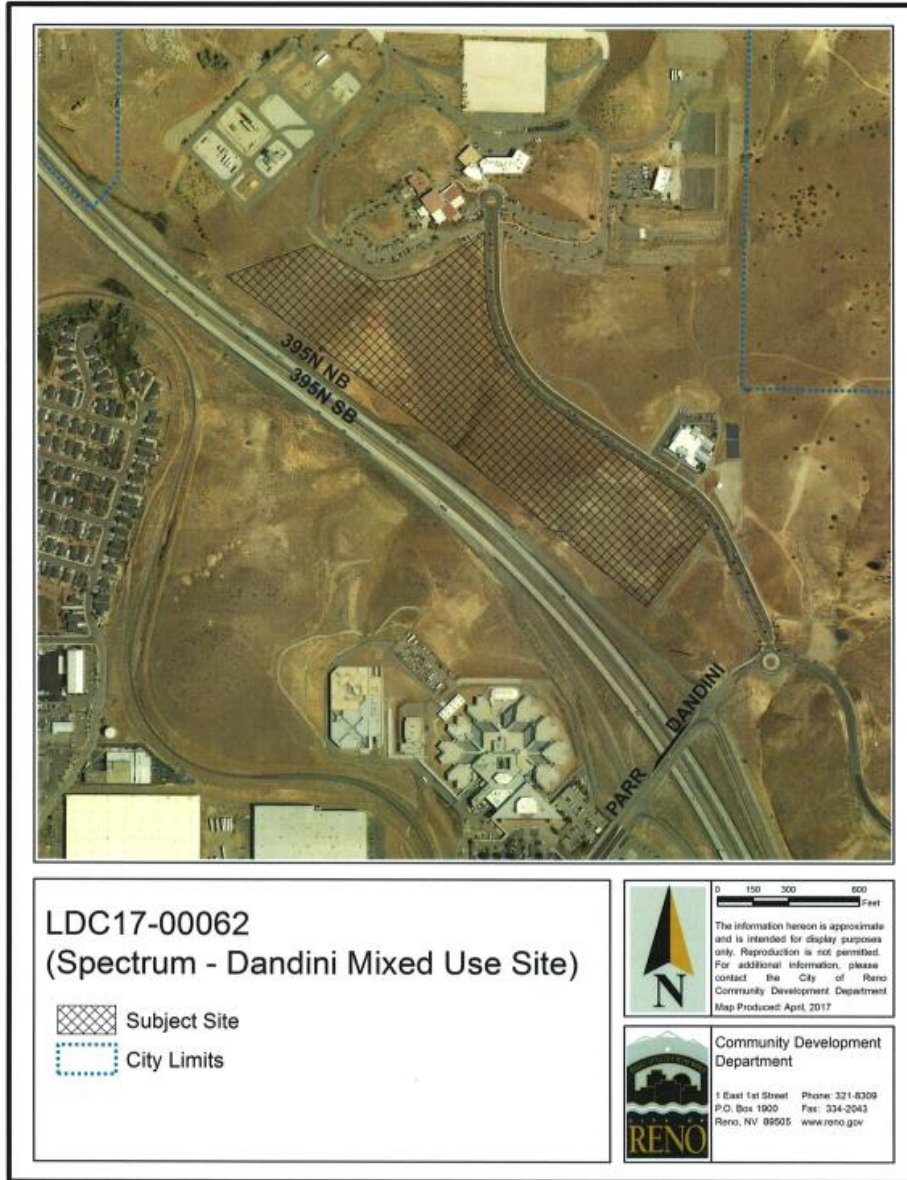 395N NB
395N SB
PARR
DANDINI
LDC17-00062
(Spectrum - Dandini Mixed Use Site)
Subject Site
City Limits
N
0 150 300 600
Feet
The information hereon is approximate
and is intended for display purposes
only. Reproduction is not permitted.
For additional information, please
contact the City of Reno
Community Development Department
Map Produced: April, 2017
RENO
Community Development
Department
1 East 1st Street Phone: 321-8309
P.O. Box 1900 Fax: 334-2043
Reno, NV 89505 www.reno.gov